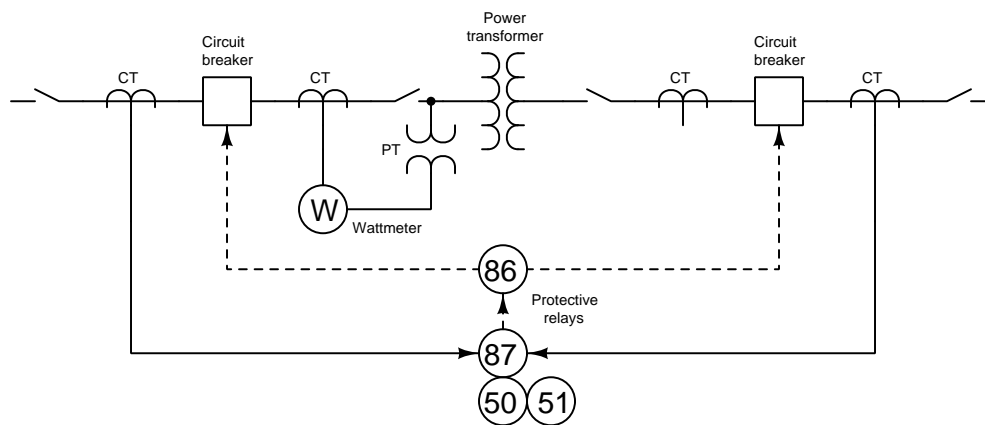 Power
transformer
Circuit
breaker
Circuit
breaker
CT
CT
CT
CT
PT
W
Wattmeter
86
Protective
relays
87
50
51